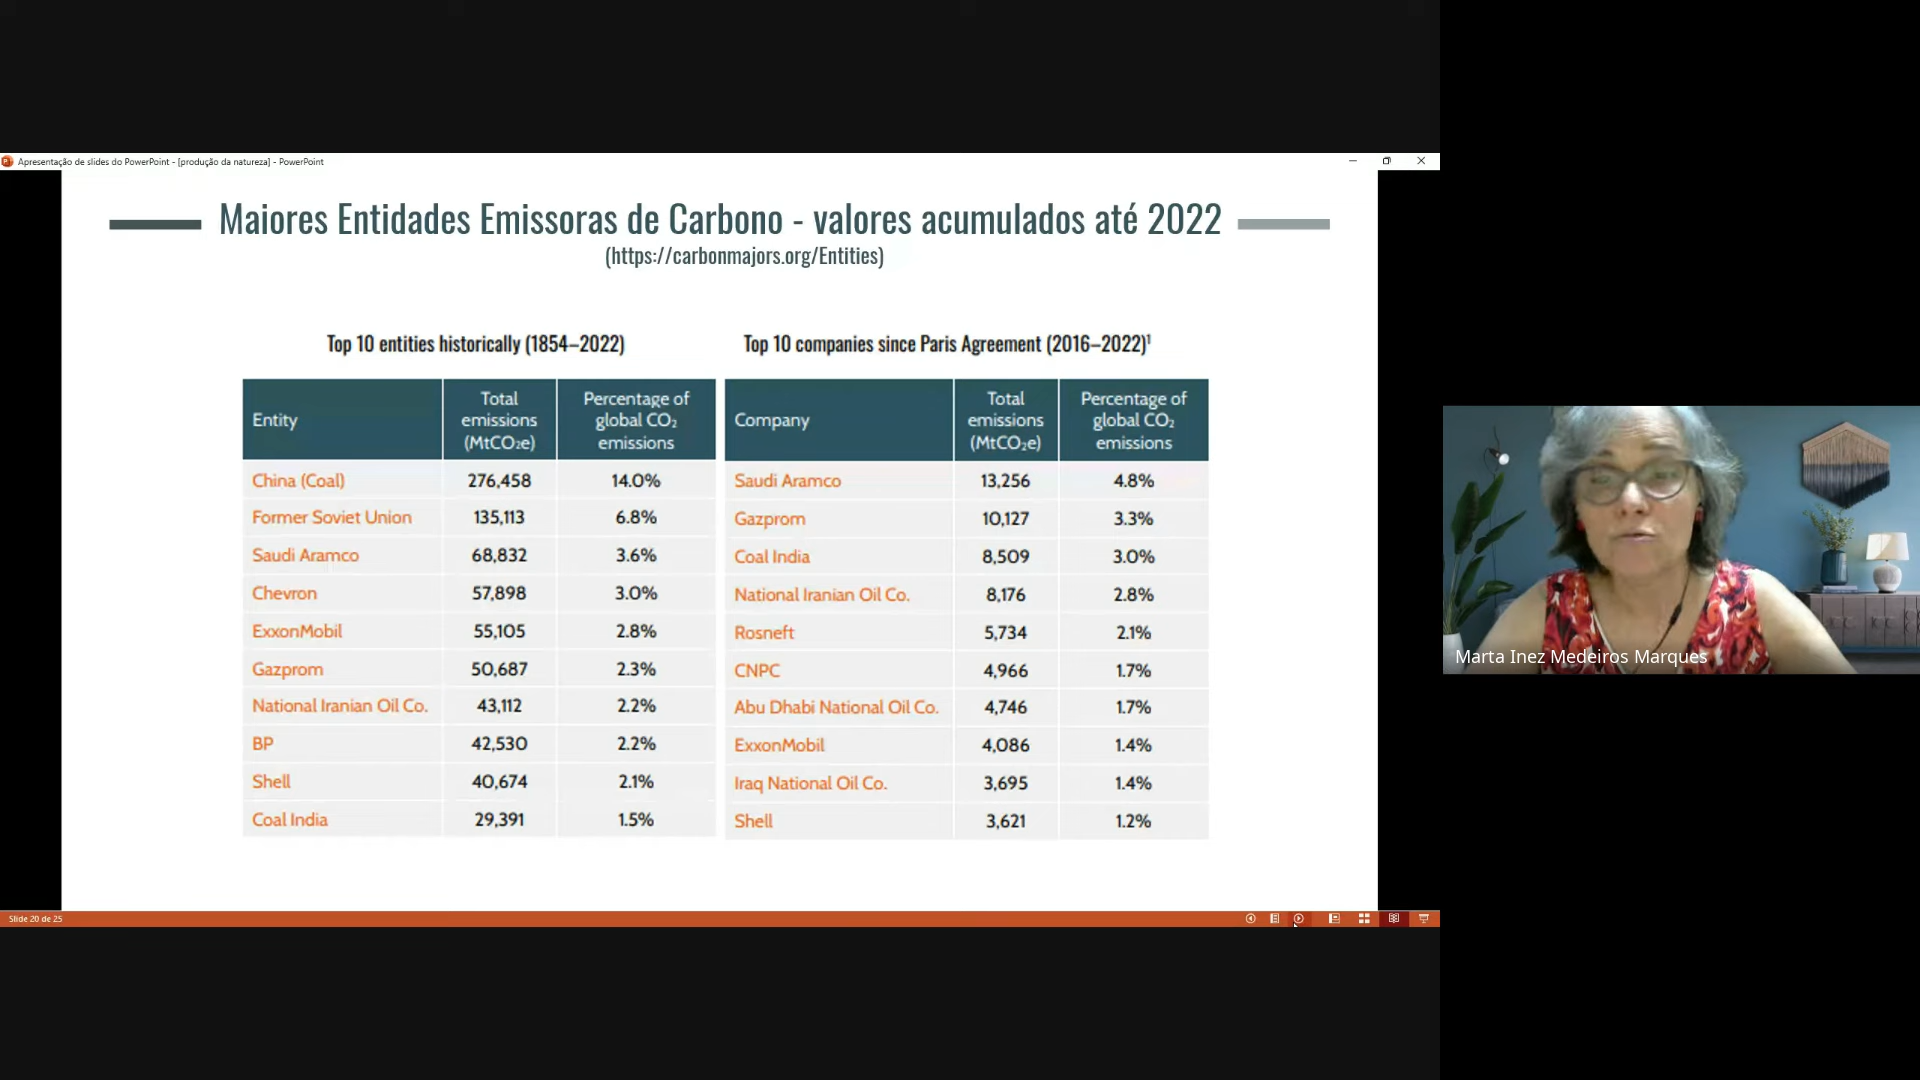 Apresentação de slides do PowerPoint - [produção da natureza] - PowerPoint
Maiores Entidades Emissoras de Carbono - valores acumulados até 2022
(https://carbonmajors.org/Entities)
Top 10 entities historically (1854–2022)
Entity
Total emissions (MtCO₂e)
Percentage of global CO₂ emissions
China (Coal) 276,458 14.0%
Former Soviet Union 135,113 6.8%
Saudi Aramco 68,832 3.6%
Chevron 57,898 3.0%
ExxonMobil 55,105 2.8%
Gazprom 50,687 2.3%
National Iranian Oil Co. 43,112 2.2%
BP 42,530 2.2%
Shell 40,674 2.1%
Coal India 29,391 1.5%
Top 10 companies since Paris Agreement (2016–2022)¹
Company
Total emissions (MtCO₂e)
Percentage of global CO₂ emissions
Saudi Aramco 13,256 4.8%
Gazprom 10,127 3.3%
Coal India 8,509 3.0%
National Iranian Oil Co. 8,176 2.8%
Rosneft 5,734 2.1%
CNPC 4,966 1.7%
Abu Dhabi National Oil Co. 4,746 1.7%
ExxonMobil 4,086 1.4%
Iraq National Oil Co. 3,695 1.4%
Shell 3,621 1.2%
Slide 20 de 25
Marta Inez Medeiros Marques